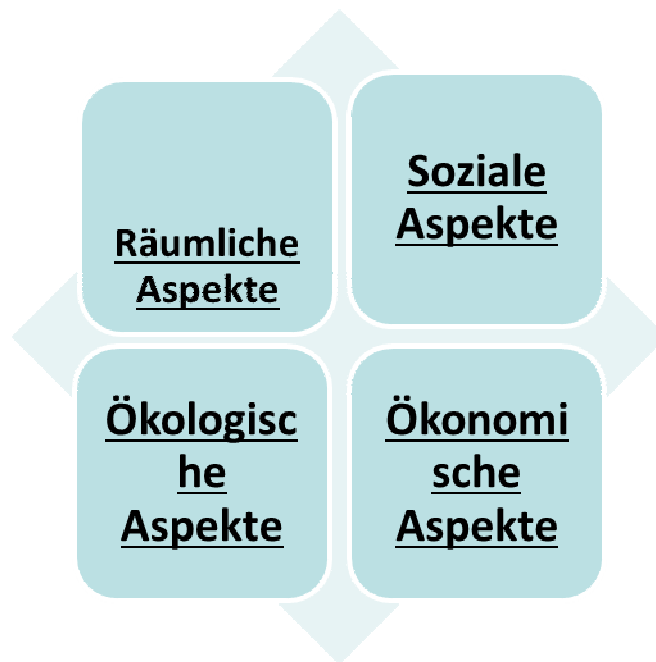 Räumliche
Aspekte
Soziale
Aspekte
Ökologisc
he
Aspekte
Ökonomi
sche
Aspekte